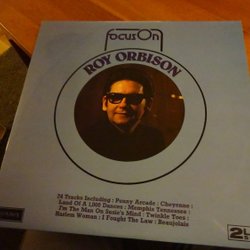 Focus On
ROY ORBISON
24 Tracks Including : Penny Arcade : Cheyenne :
Land Of A 1,000 Dances : Memphis Tennessee :
I'm The Man On Susie's Mind : Twinkle Toes :
Harlem Woman : I Fought The Law : Beaujolais
2